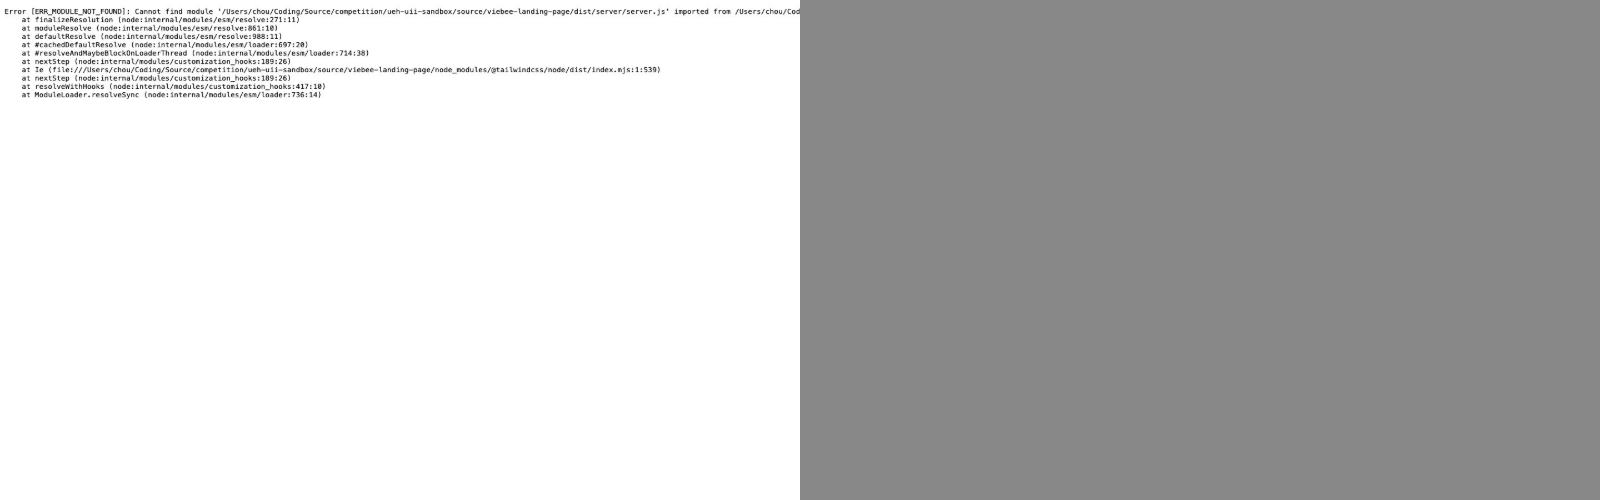 Error [ERR_MODULE_NOT_FOUND]: Cannot find module '/Users/chou/Coding/Source/competition/ueh-uii-sandbox/source/viebee-landing-page/dist/server/server.js' imported from /Users/chou/Cod
at finalizeResolution (node:internal/modules/esm/resolve:271:11)
at moduleResolve (node:internal/modules/esm/resolve:861:10)
at defaultResolve (node:internal/modules/esm/resolve:988:11)
at #cachedDefaultResolve (node:internal/modules/esm/loader:697:20)
at #resolveAndMaybeBlockOnLoaderThread (node:internal/modules/esm/loader:714:38)
at nextStep (node:internal/modules/customization_hooks:189:26)
at Ie (file:///Users/chou/Coding/Source/competition/ueh-uii-sandbox/source/viebee-landing-page/node_modules/@tailwindcss/node/dist/index.mjs:1:539)
at nextStep (node:internal/modules/customization_hooks:189:26)
at resolveWithHooks (node:internal/modules/customization_hooks:417:10)
at ModuleLoader.resolveSync (node:internal/modules/esm/loader:736:14)